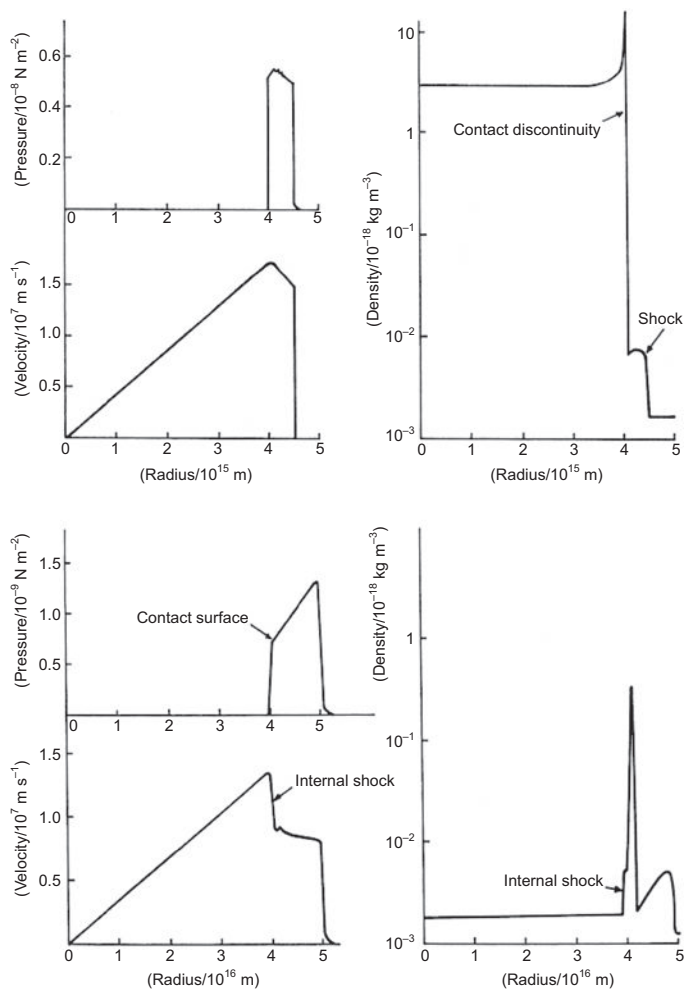 (Pressure/10⁻⁸ N m⁻²)
0.6
0.4
0.2
0 1 2 3 4 5
(Velocity/10⁷ m s⁻¹)
1.5
1.0
0.5
0 1 2 3 4 5
(Radius/10¹⁵ m)
(Density/10⁻¹⁸ kg m⁻³)
10
1
10⁻¹
10⁻²
10⁻³
Contact discontinuity
Shock
0 1 2 3 4 5
(Radius/10¹⁵ m)
(Pressure/10⁻⁹ N m⁻²)
1.5
1.0
0.5
Contact surface
0 1 2 3 4 5
(Velocity/10⁷ m s⁻¹)
1.5
1.0
0.5
Internal shock
0 1 2 3 4 5
(Radius/10¹⁶ m)
(Density/10⁻¹⁸ kg m⁻³)
1
10⁻¹
10⁻²
10⁻³
Internal shock
0 1 2 3 4 5
(Radius/10¹⁶ m)